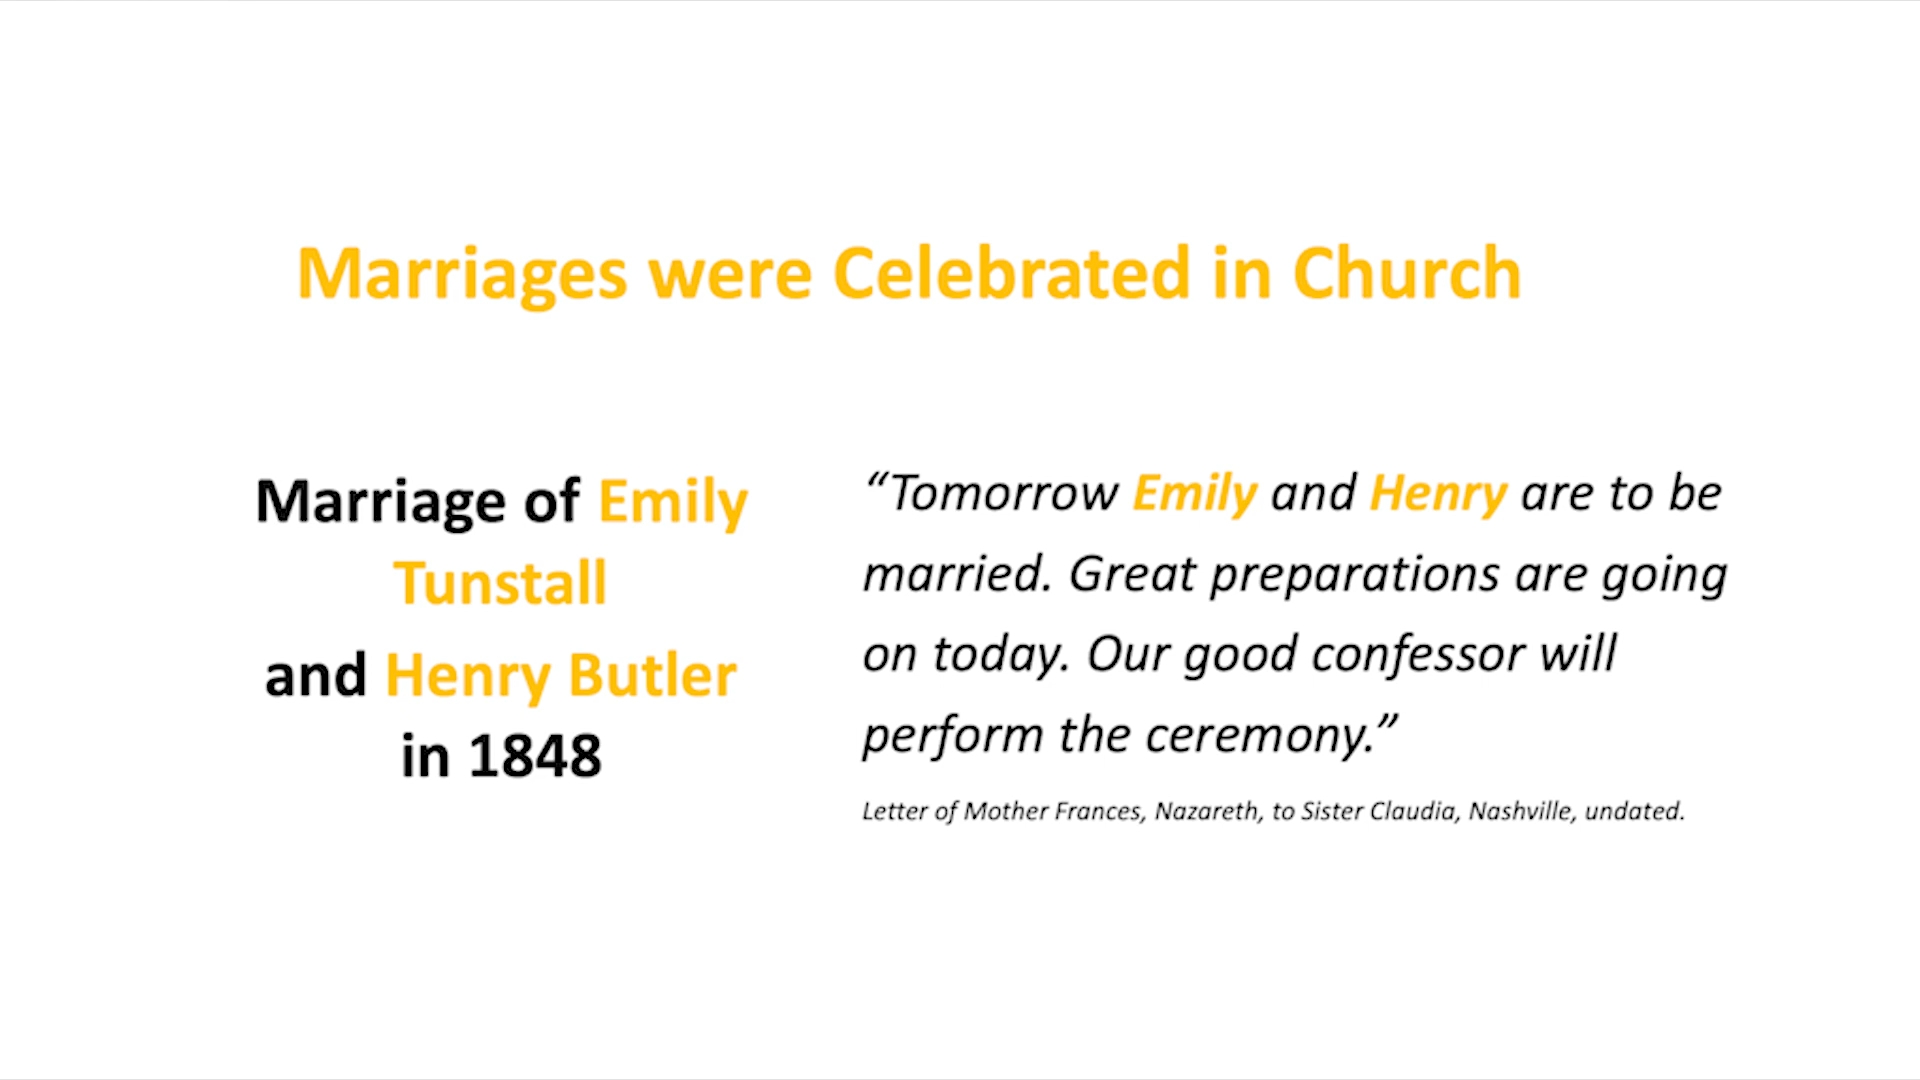 Marriages were Celebrated in Church
Marriage of Emily
Tunstall
and Henry Butler
in 1848
“Tomorrow Emily and Henry are to be
married. Great preparations are going
on today. Our good confessor will
perform the ceremony.”
Letter of Mother Frances, Nazareth, to Sister Claudia, Nashville, undated.